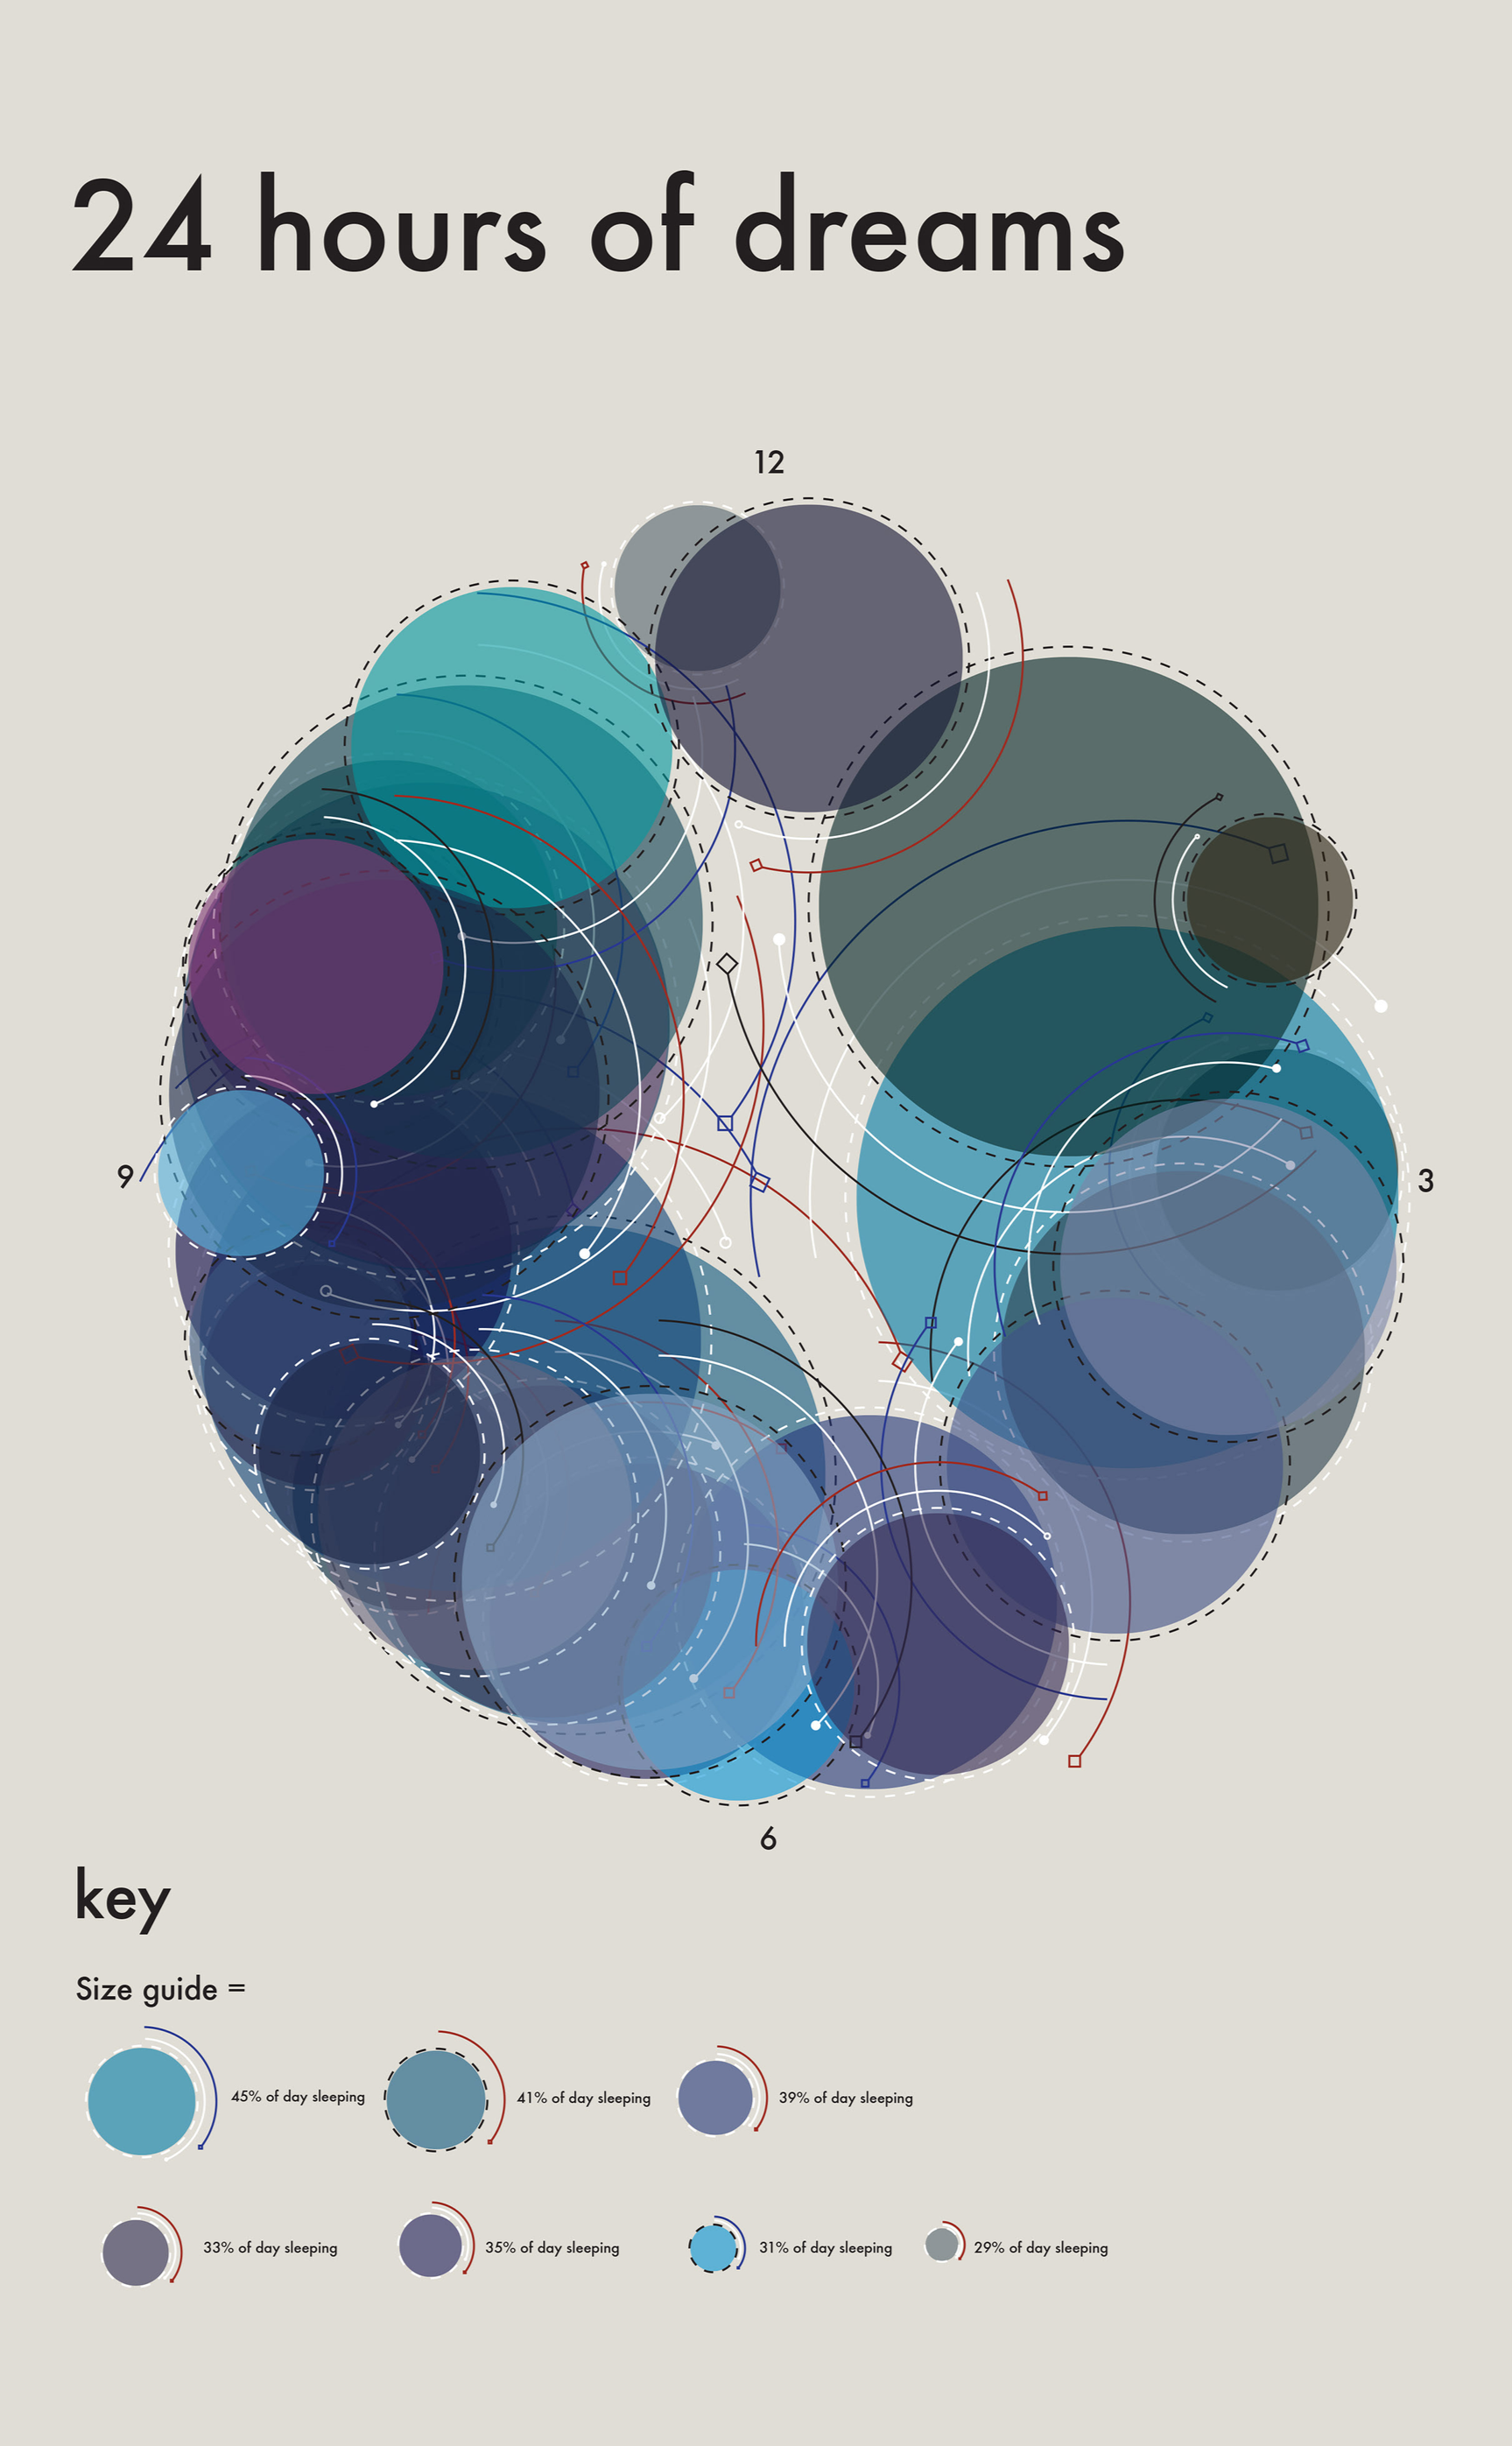 24 hours of dreams
12
9
3
6
key
Size guide =
45% of day sleeping
41% of day sleeping
39% of day sleeping
33% of day sleeping
35% of day sleeping
31% of day sleeping
29% of day sleeping